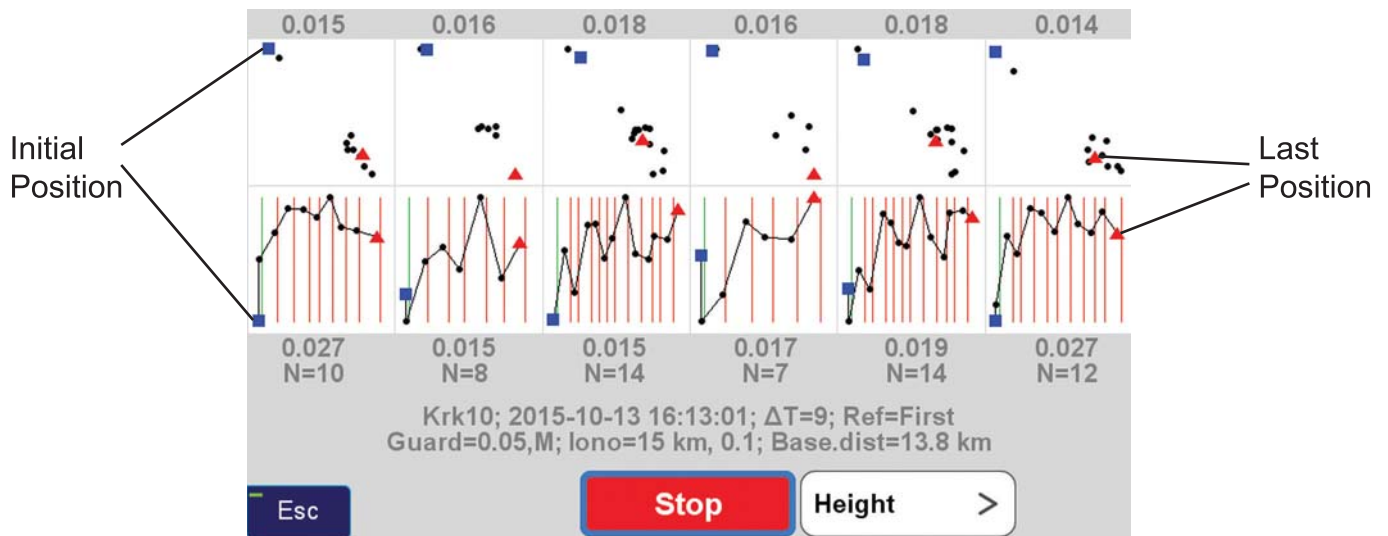 0.015 0.016 0.018 0.016 0.018 0.014
Initial
Position
Last
Position
0.027 0.015 0.015 0.017 0.019 0.027
N=10 N=8 N=14 N=7 N=14 N=12
Krk10; 2015-10-13 16:13:01; ΔT=9; Ref=First
Guard=0.05,M; Iono=15 km, 0.1; Base.dist=13.8 km
Esc Stop Height >